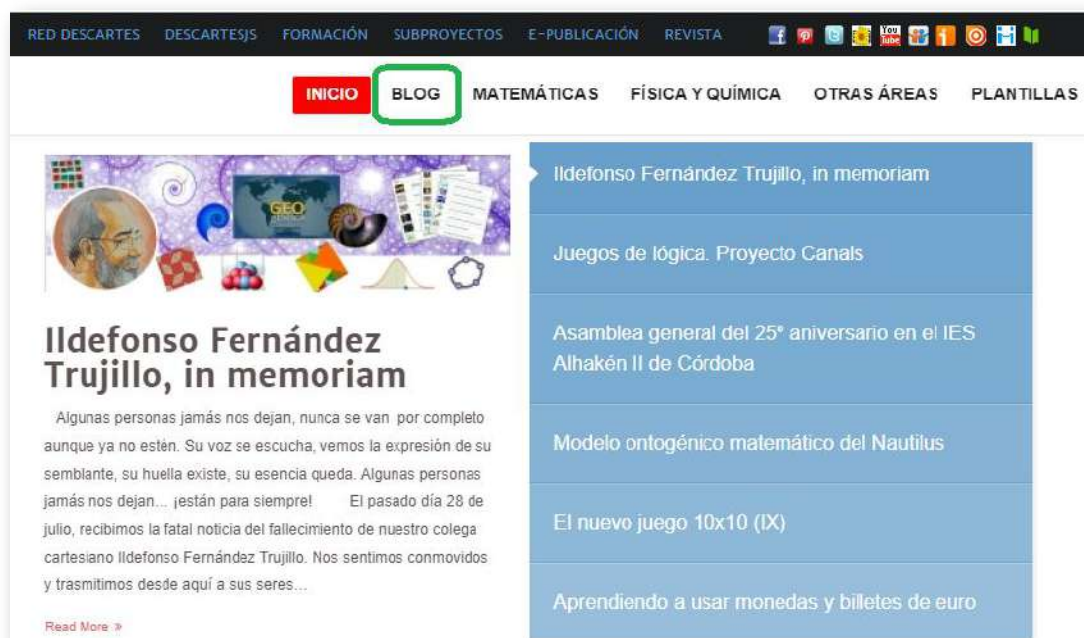 RED DESCARTES DESCARTESJS FORMACIÓN SUBPROYECTOS E-PUBLICACIÓN REVISTA
INICIO BLOG MATEMÁTICAS FÍSICA Y QUÍMICA OTRAS ÁREAS PLANTILLAS
GEO
Ildefonso Fernández
Trujillo, in memoriam
Algunas personas jamás nos dejan, nunca se van por completo
aunque ya no estén. Su voz se escucha, vemos la expresión de su
semblante, su huella existe, su esencia queda. Algunas personas
jamás nos dejan... ¡están para siempre! El pasado día 28 de
julio, recibimos la fatal noticia del fallecimiento de nuestro colega
cartesiano Ildefonso Fernández Trujillo. Nos sentimos conmovidos
y trasmitimos desde aquí a sus seres...
Read More »
Ildefonso Fernández Trujillo, in memoriam
Juegos de lógica. Proyecto Canals
Asamblea general del 25º aniversario en el IES
Alhakén II de Córdoba
Modelo ontogénico matemático del Nautilus
El nuevo juego 10x10 (IX)
Aprendiendo a usar monedas y billetes de euro